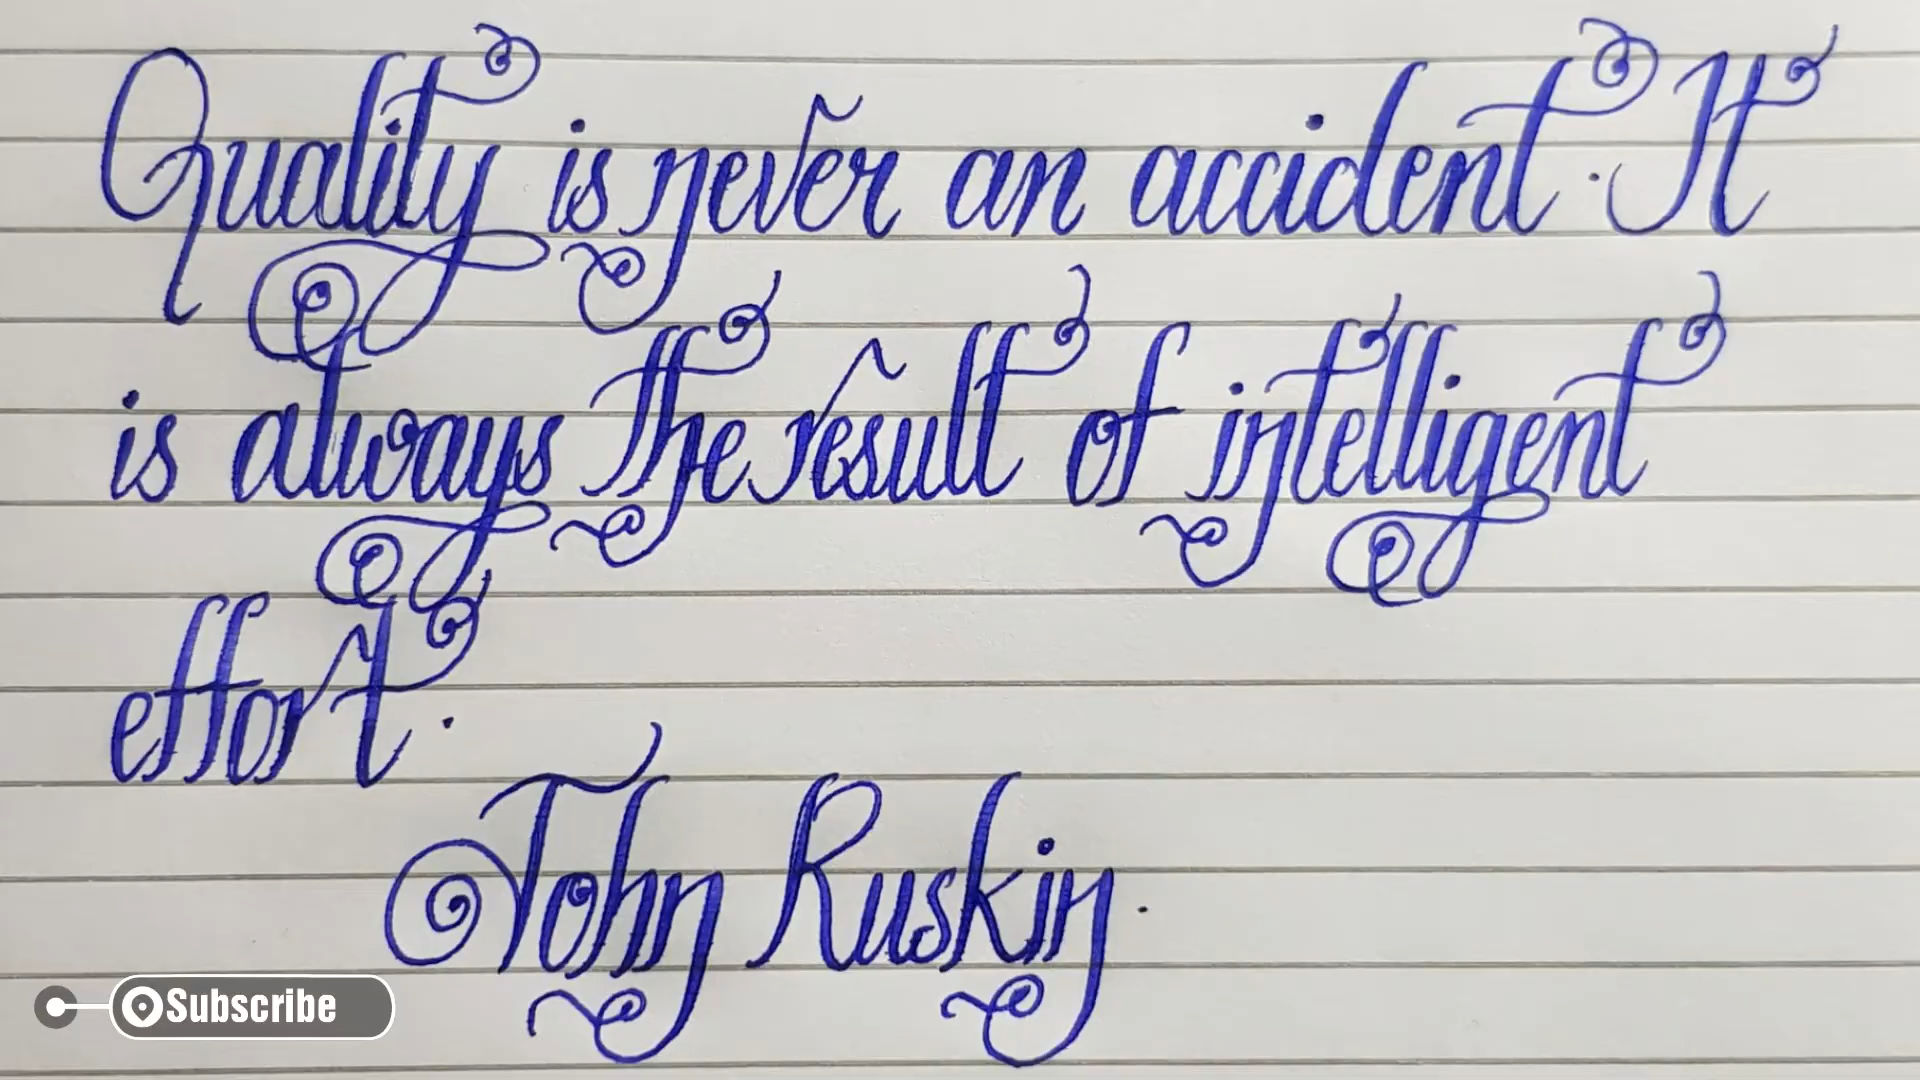 Quality is never an accident. It
is always the result of intelligent
effort.
John Ruskin.
Subscribe